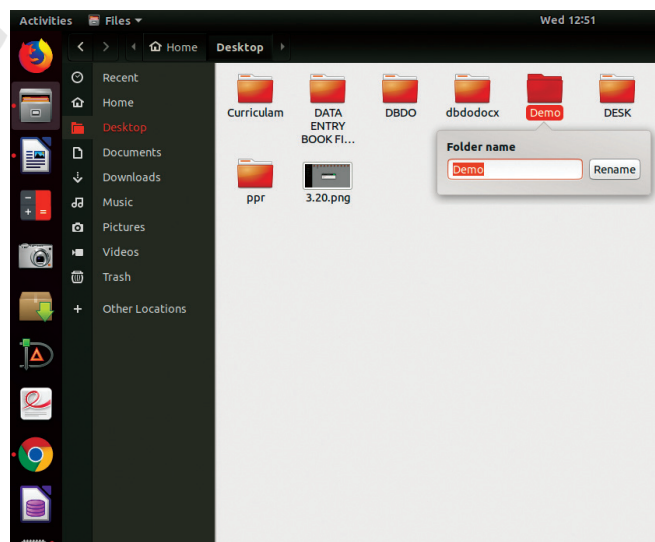 Activities Files Wed 12:51
Home Desktop
Recent
Home
Desktop
Documents
Downloads
Music
Pictures
Videos
Trash
+ Other Locations
Curriculam
DATA
ENTRY
BOOK FI...
DBDO
dbdodocx
Demo
DESK
ppr
3.20.png
Folder name
Demo
Rename